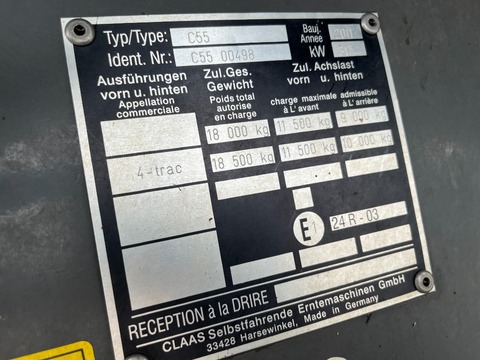 Typ/Type: C55 Bauj. Année 00
Ident. Nr.: C55 00498 kW
Ausführungen vorn u. hinten Zul.Ges. Gewicht Zul. Achslast vorn u. hinten
Appellation commerciale Poids total autorise en charge charge maximale admissible à L'avant à L'arrière
18 000 kg 11 500 kg 9 000 kg
4-trac 18 500 kg 11 500 kg 10 000 kg
E1 24 R - 03
RECEPTION à la DRIRE
CLAAS Selbstfahrende Erntemaschinen GmbH
33428 Harsewinkel, Made in Germany